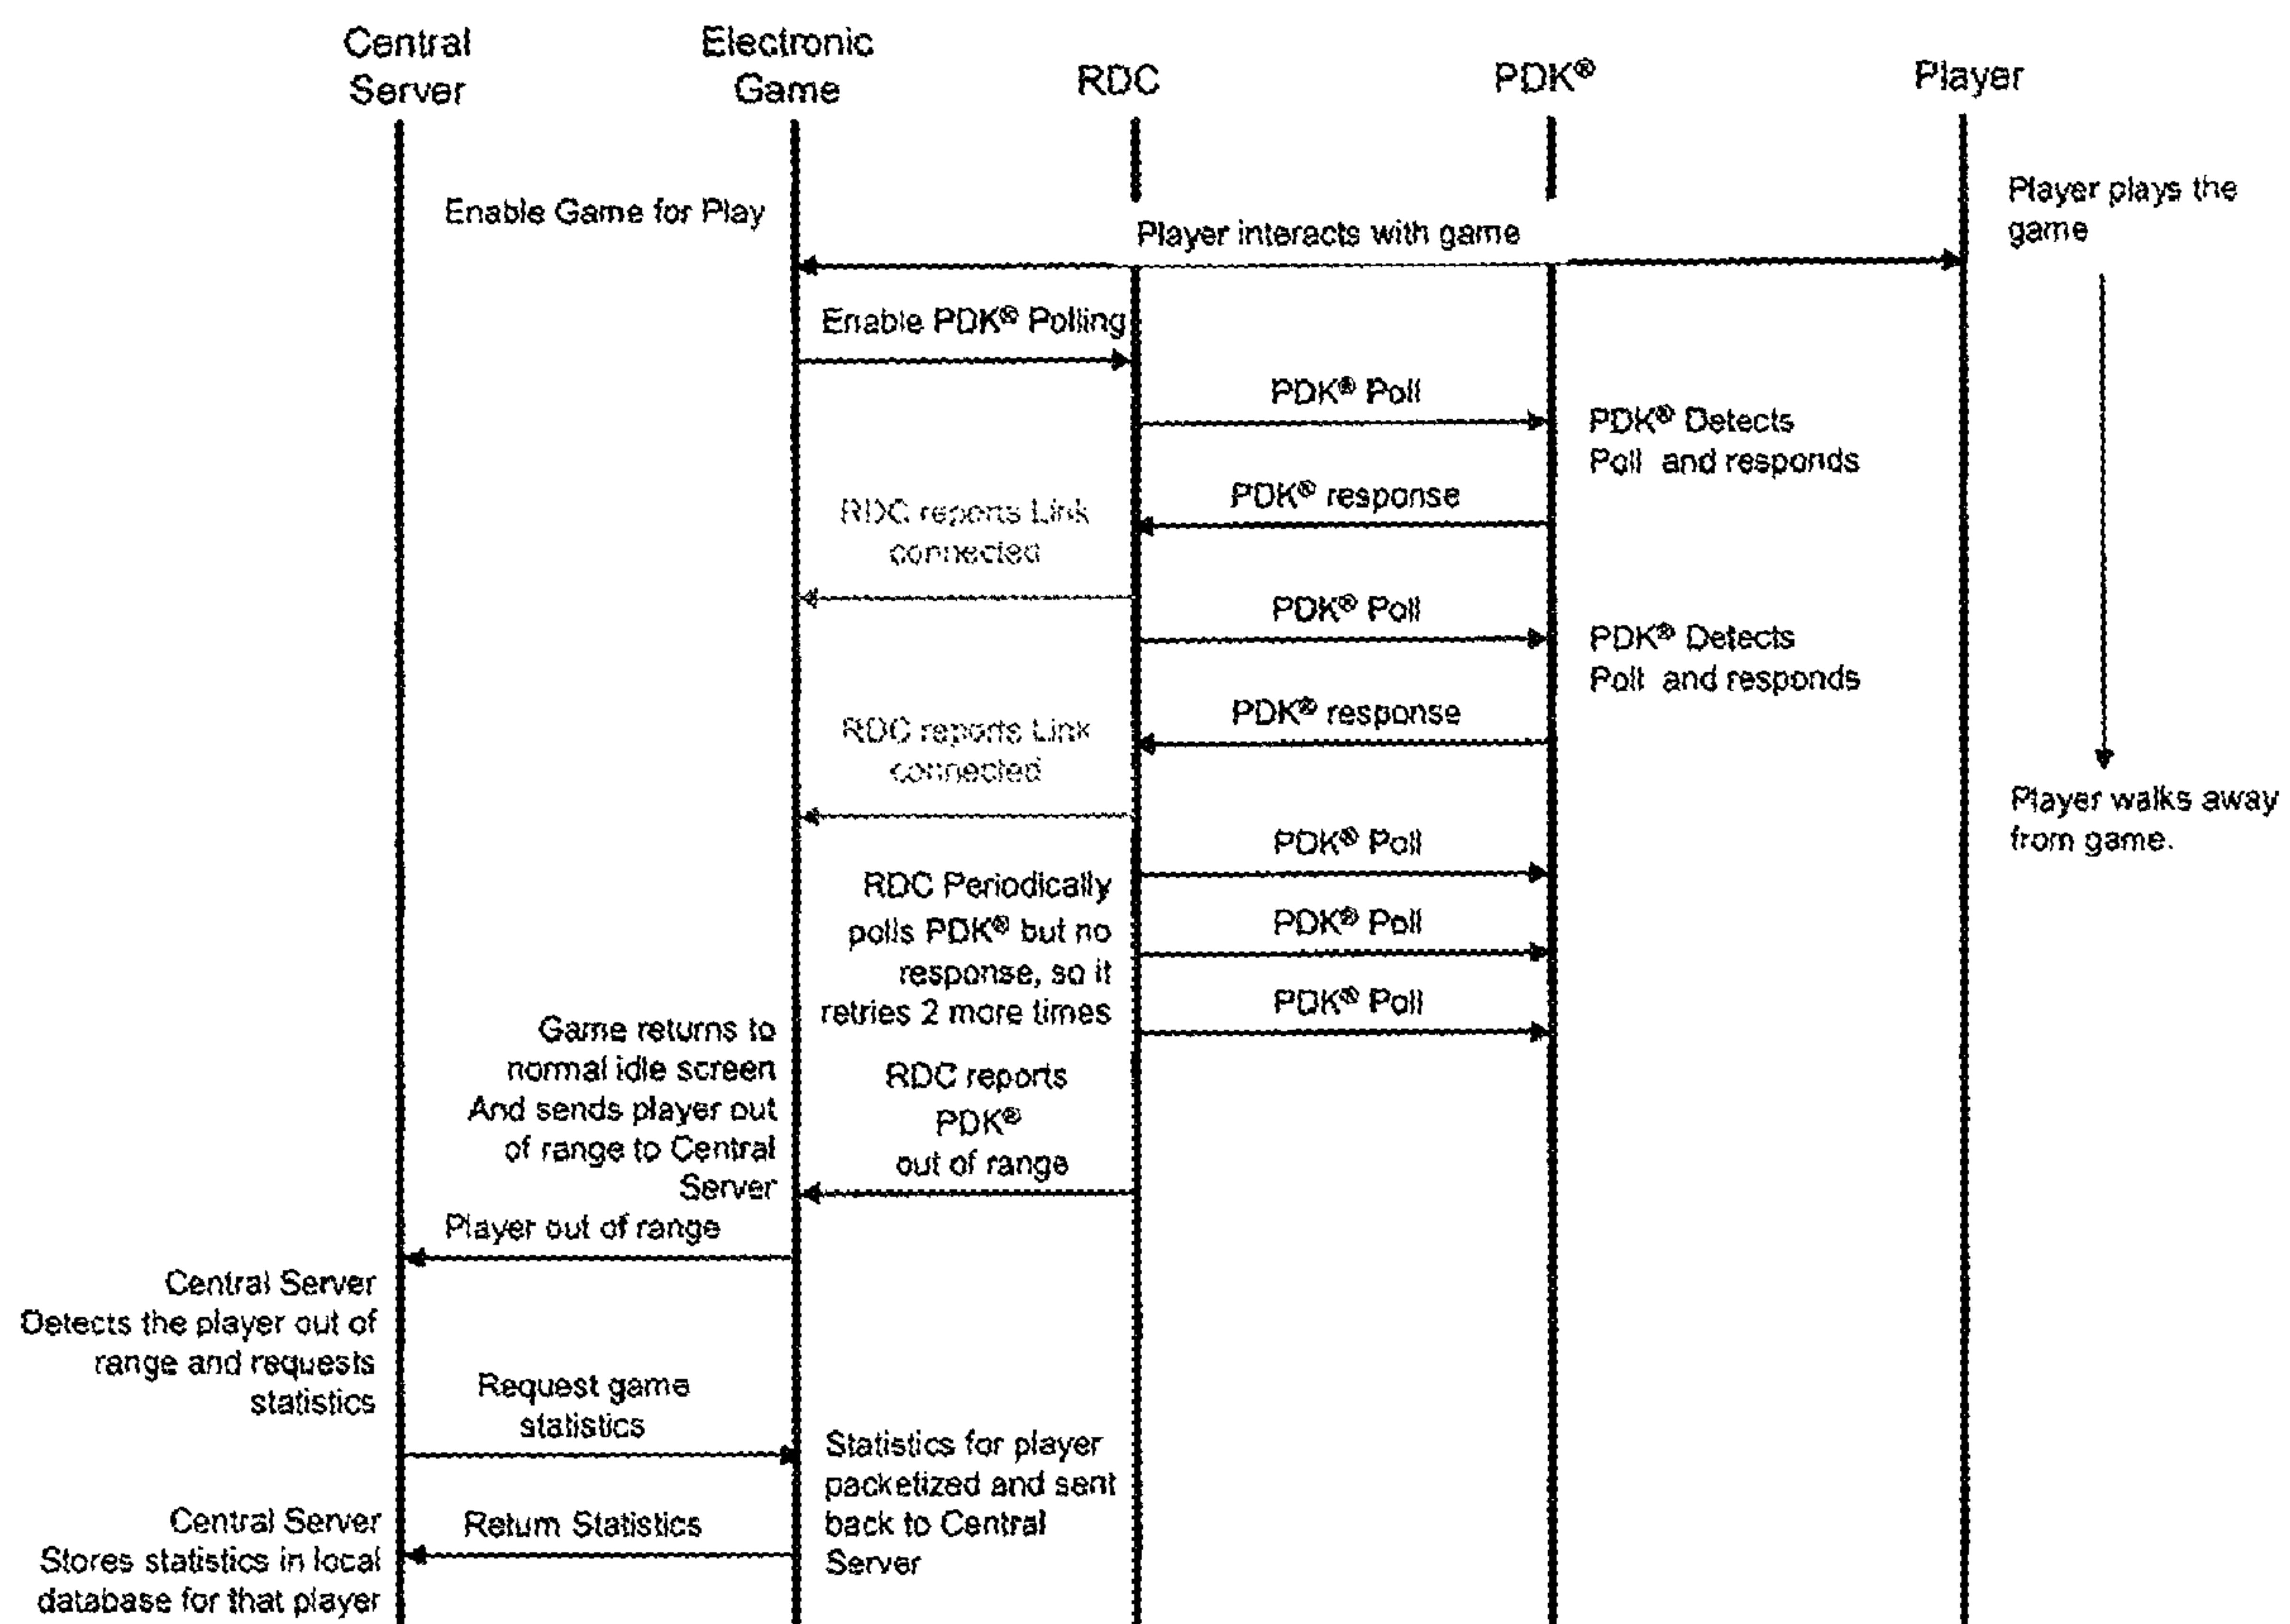 Central
Server
Electronic
Game
RDC
PDK®
Player
Enable Game for Play
Player interacts with game
Player plays the
game
Enable PDK® Polling
PDK® Poll
PDK® Detects
Poll and responds
PDK® response
RDC reports Link
connected
PDK® Poll
PDK® Detects
Poll and responds
PDK® response
RDC reports Link
connected
Player walks away
from game.
PDK® Poll
RDC Periodically
polls PDK® but no
response, so it
retries 2 more times
PDK® Poll
PDK® Poll
Game returns to
normal idle screen
And sends player out
of range to Central
Server
RDC reports
PDK®
out of range
Player out of range
Central Server
Detects the player out of
range and requests
statistics
Request game
statistics
Statistics for player
packetized and sent
back to Central
Server
Return Statistics
Central Server
Stores statistics in local
database for that player